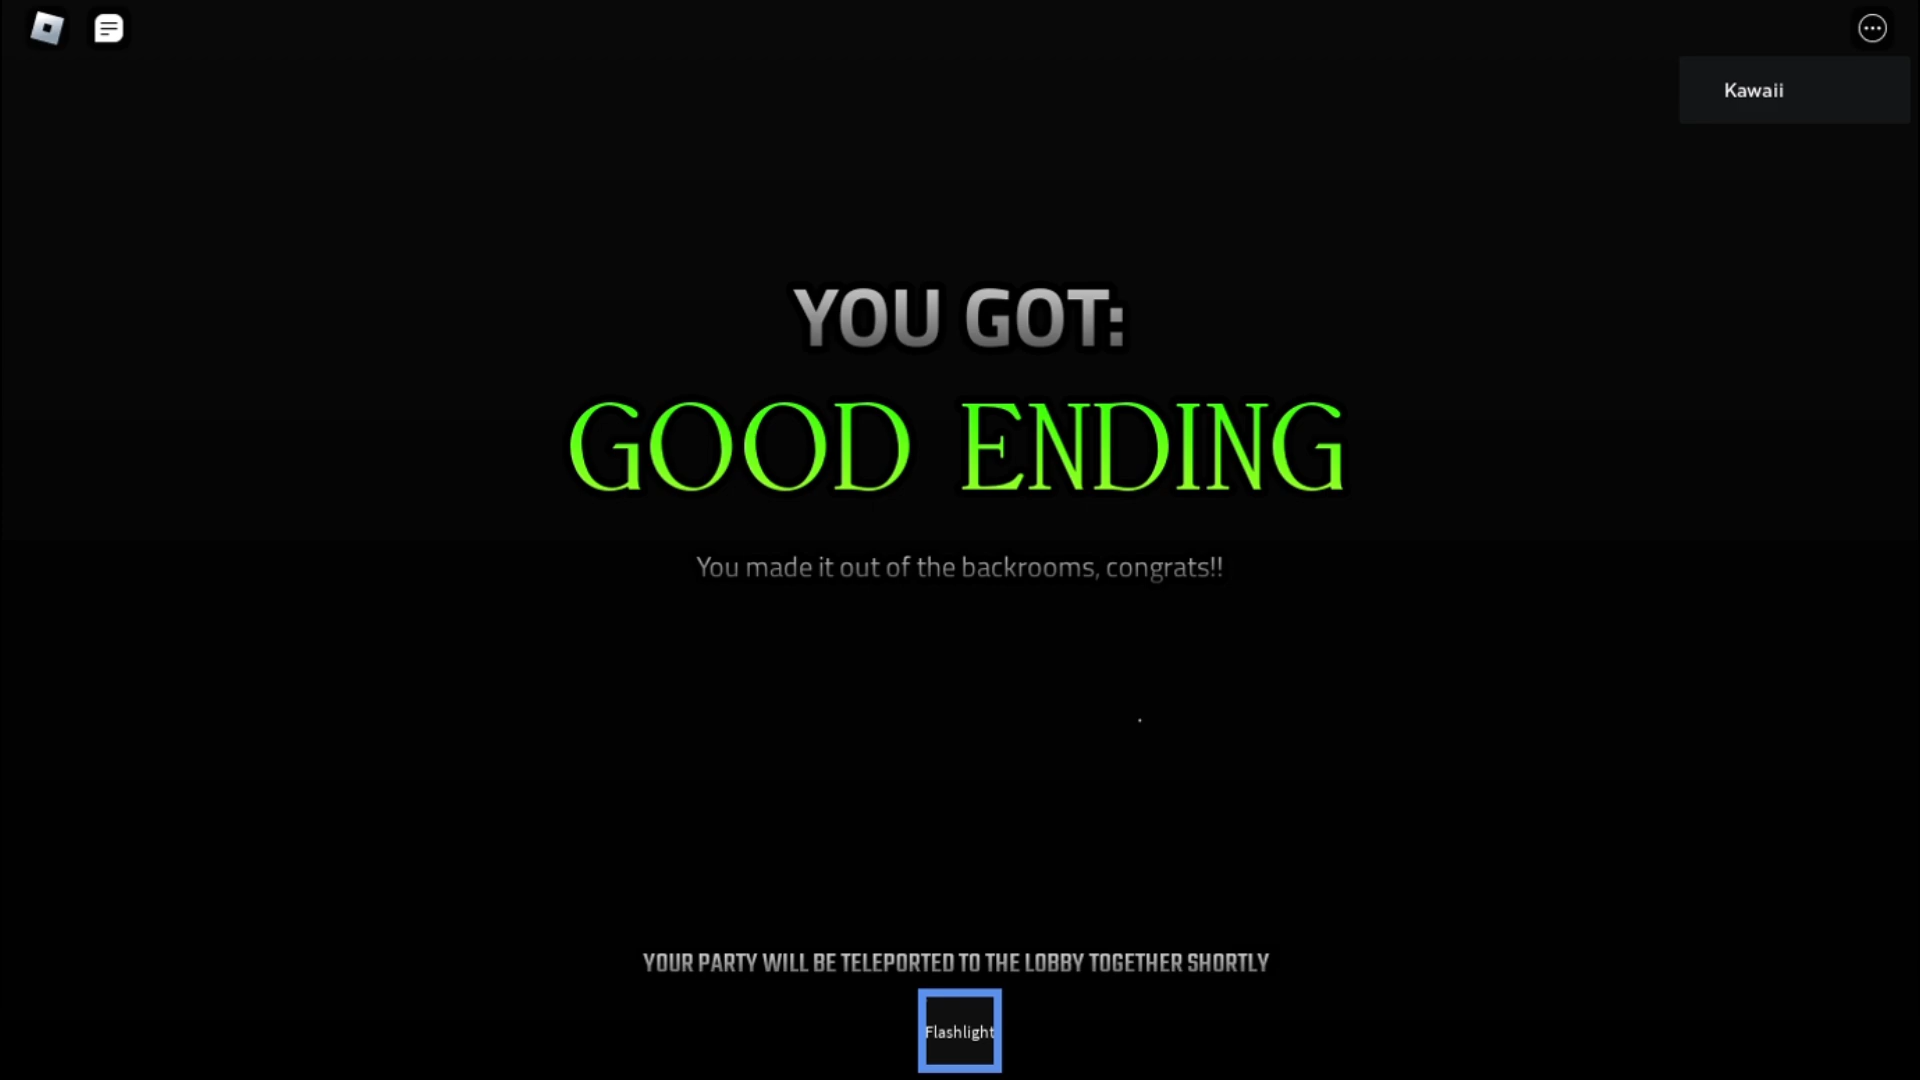 Kawaii
YOU GOT:
GOOD ENDING
You made it out of the backrooms, congrats!!
YOUR PARTY WILL BE TELEPORTED TO THE LOBBY TOGETHER SHORTLY
Flashlight